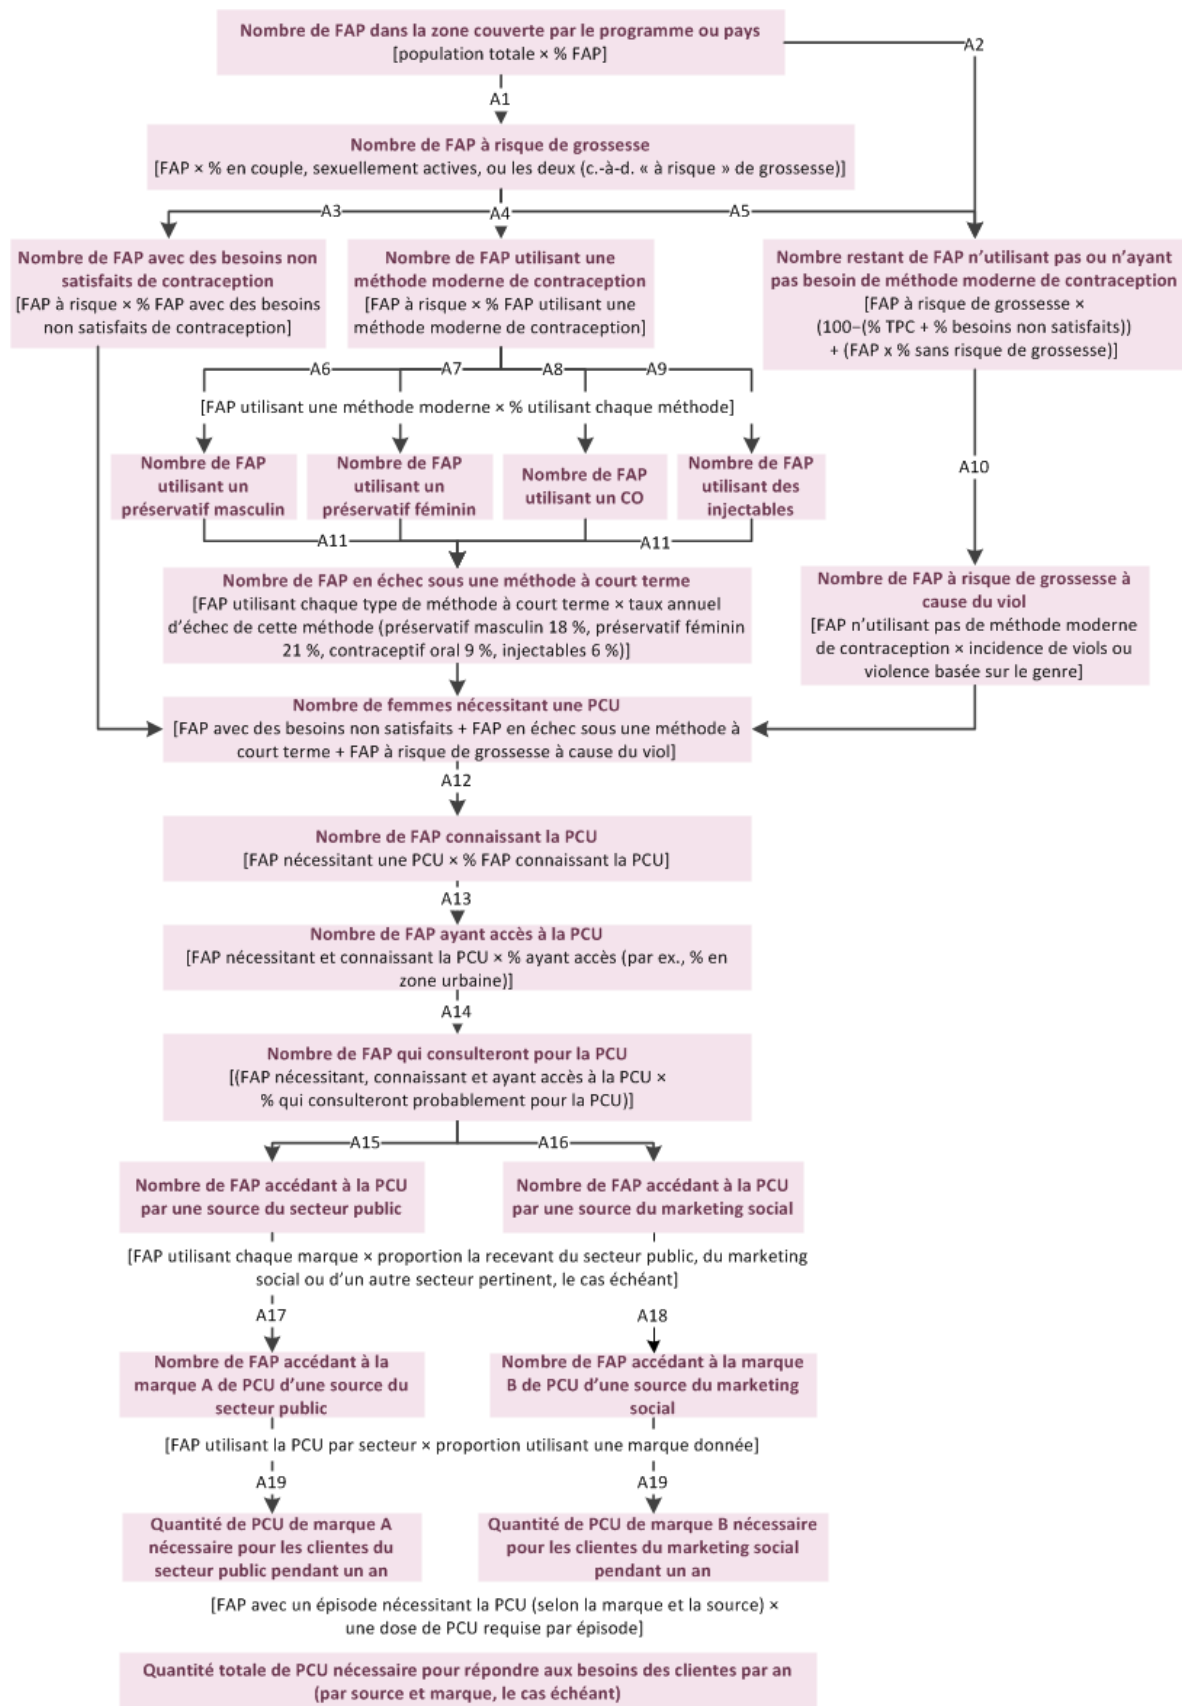 Nombre de FAP dans la zone couverte par le programme ou pays
[population totale × % FAP]
A2
A1
Nombre de FAP à risque de grossesse
[FAP × % en couple, sexuellement actives, ou les deux (c.-à-d. « à risque » de grossesse)]
A3
A4
A5
Nombre de FAP avec des besoins non
satisfaits de contraception
[FAP à risque × % FAP avec des besoins
non satisfaits de contraception]
Nombre de FAP utilisant une
méthode moderne de contraception
[FAP à risque × % FAP utilisant une
méthode moderne de contraception]
Nombre restant de FAP n’utilisant pas ou n’ayant
pas besoin de méthode moderne de contraception
[FAP à risque de grossesse ×
(100–(% TPC + % besoins non satisfaits))
+ (FAP x % sans risque de grossesse)]
A6
A7
A8
A9
[FAP utilisant une méthode moderne × % utilisant chaque méthode]
Nombre de FAP
utilisant un
préservatif masculin
Nombre de FAP
utilisant un
préservatif féminin
Nombre de FAP
utilisant un CO
Nombre de FAP
utilisant des
injectables
A10
A11
A11
Nombre de FAP en échec sous une méthode à court terme
[FAP utilisant chaque type de méthode à court terme × taux annuel
d’échec de cette méthode (préservatif masculin 18 %, préservatif féminin
21 %, contraceptif oral 9 %, injectables 6 %)]
Nombre de FAP à risque de grossesse à
cause du viol
[FAP n’utilisant pas de méthode moderne
de contraception × incidence de viols ou
violence basée sur le genre]
Nombre de femmes nécessitant une PCU
[FAP avec des besoins non satisfaits + FAP en échec sous une méthode à
court terme + FAP à risque de grossesse à cause du viol]
A12
Nombre de FAP connaissant la PCU
[FAP nécessitant une PCU × % FAP connaissant la PCU]
A13
Nombre de FAP ayant accès à la PCU
[FAP nécessitant et connaissant la PCU × % ayant accès (par ex., % en
zone urbaine)]
A14
Nombre de FAP qui consulteront pour la PCU
[(FAP nécessitant, connaissant et ayant accès à la PCU ×
% qui consulteront probablement pour la PCU)]
A15
A16
Nombre de FAP accédant à la PCU
par une source du secteur public
Nombre de FAP accédant à la PCU
par une source du marketing social
[FAP utilisant chaque marque × proportion la recevant du secteur public, du marketing
social ou d’un autre secteur pertinent, le cas échéant]
A17
A18
Nombre de FAP accédant à la
marque A de PCU d’une source du
secteur public
Nombre de FAP accédant à la marque
B de PCU d’une source du marketing
social
[FAP utilisant la PCU par secteur × proportion utilisant une marque donnée]
A19
A19
Quantité de PCU de marque A
nécessaire pour les clientes du
secteur public pendant un an
Quantité de PCU de marque B nécessaire
pour les clientes du marketing social
pendant un an
[FAP avec un épisode nécessitant la PCU (selon la marque et la source) ×
une dose de PCU requise par épisode]
Quantité totale de PCU nécessaire pour répondre aux besoins des clientes par an
(par source et marque, le cas échéant)